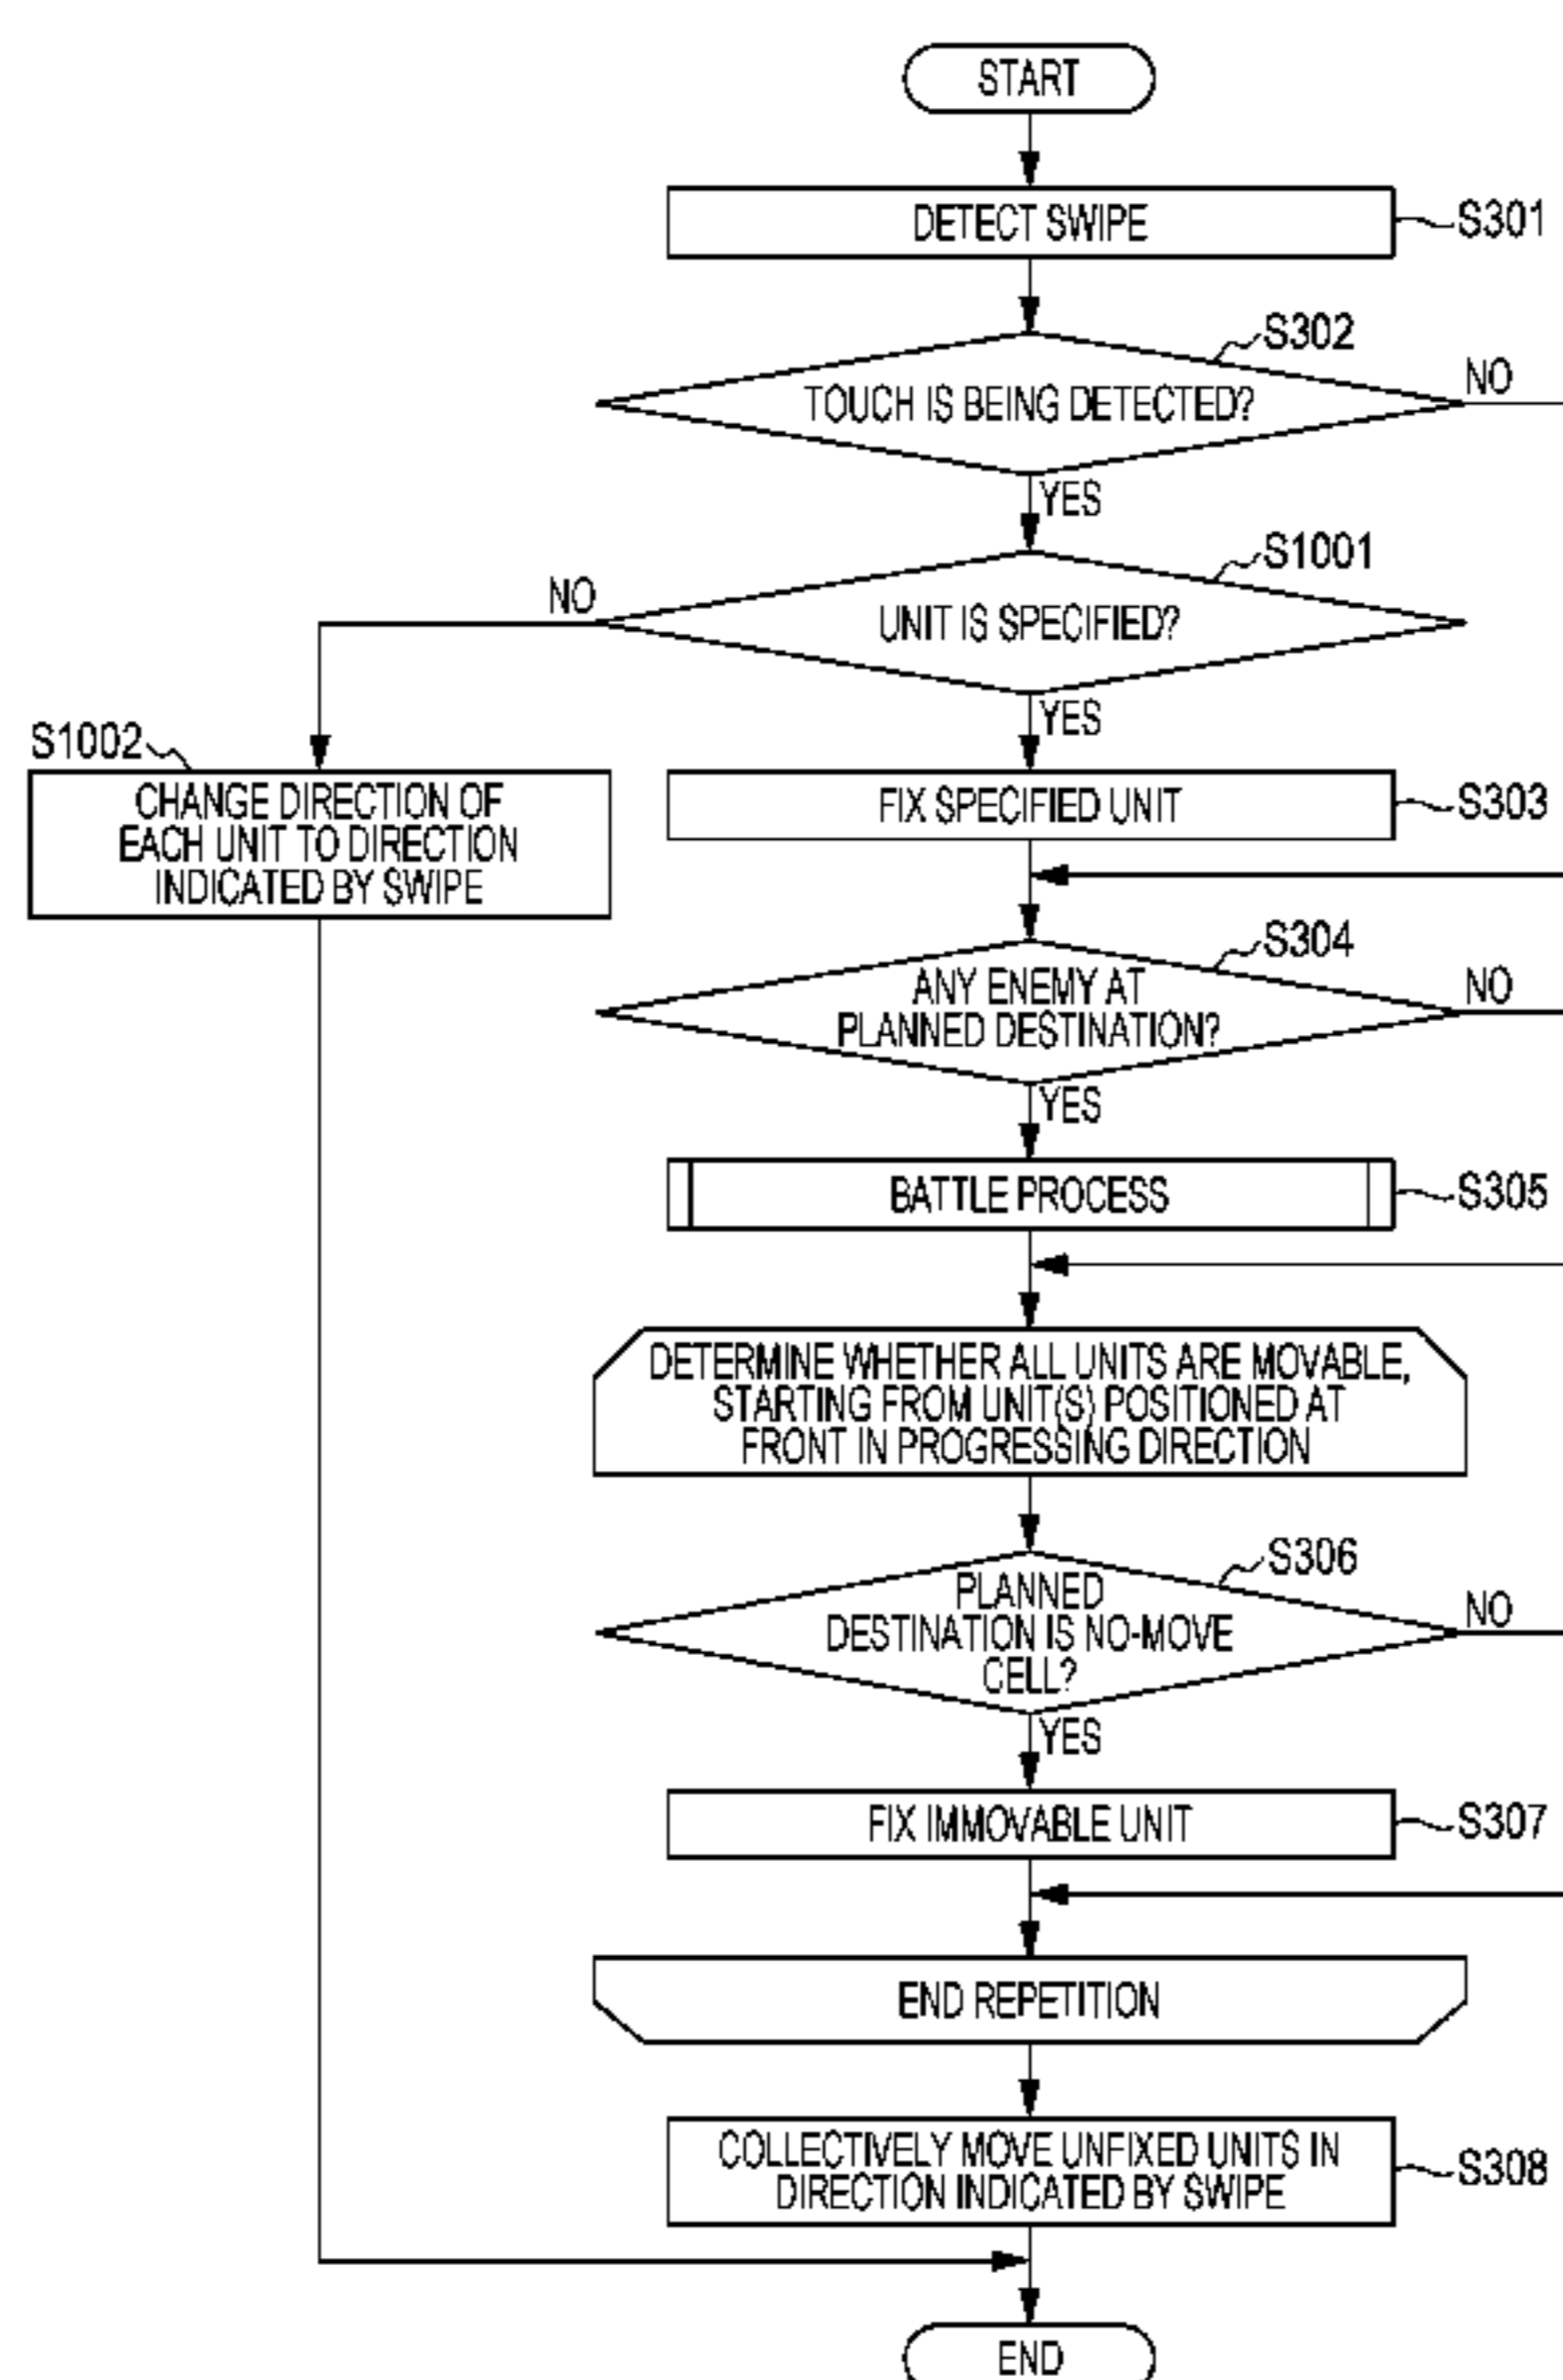 START
DETECT SWIPE
S301
S302
TOUCH IS BEING DETECTED?
NO
YES
S1001
UNIT IS SPECIFIED?
NO
YES
S1002
CHANGE DIRECTION OF
EACH UNIT TO DIRECTION
INDICATED BY SWIPE
FIX SPECIFIED UNIT
S303
S304
ANY ENEMY AT
PLANNED DESTINATION?
NO
YES
BATTLE PROCESS
S305
DETERMINE WHETHER ALL UNITS ARE MOVABLE,
STARTING FROM UNIT(S) POSITIONED AT
FRONT IN PROGRESSING DIRECTION
S306
PLANNED
DESTINATION IS NO-MOVE
CELL?
NO
YES
FIX IMMOVABLE UNIT
S307
END REPETITION
COLLECTIVELY MOVE UNFIXED UNITS IN
DIRECTION INDICATED BY SWIPE
S308
END